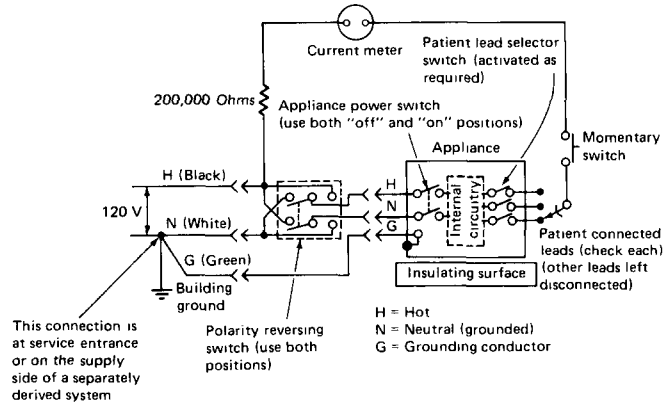 Current meter
Patient lead selector
switch (activated as
required)
200,000 Ohms
Appliance power switch
(use both "off" and "on" positions)
Appliance
Momentary
switch
H (Black)
H
120 V
N (White)
N
G
Internal
circuitry
G (Green)
Building
ground
Insulating surface
Patient connected
leads (check each)
(other leads left
disconnected)
This connection is
at service entrance
or on the supply
side of a separately
derived system
Polarity reversing
switch (use both
positions)
H = Hot
N = Neutral (grounded)
G = Grounding conductor